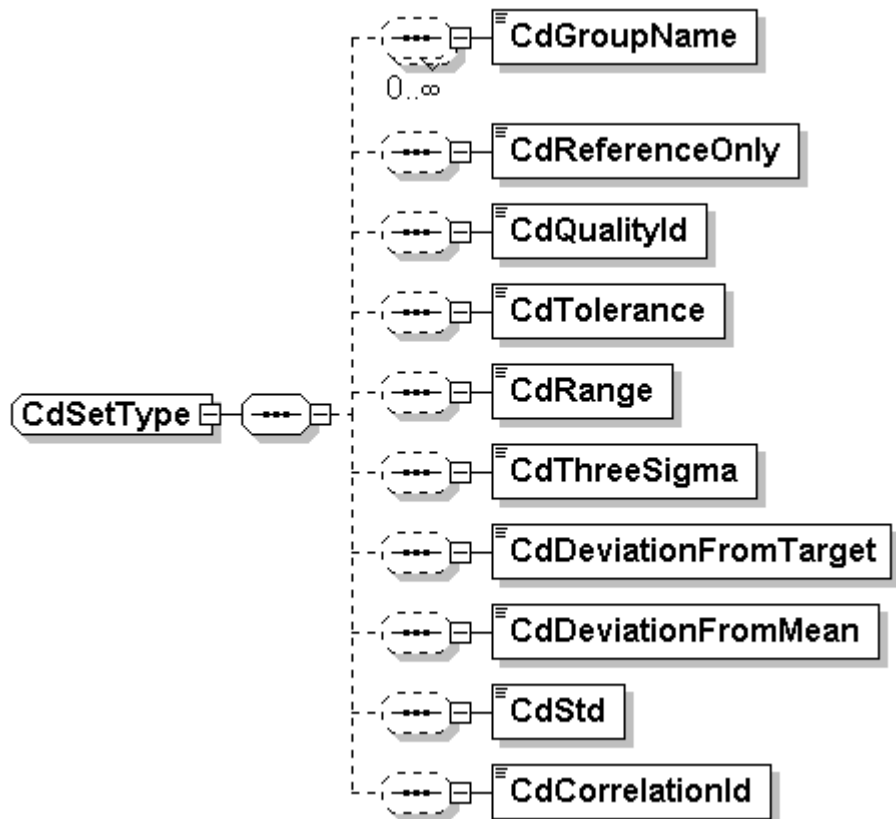 CdGroupName
0..∞
CdReferenceOnly
CdQualityId
CdTolerance
CdRange
CdSetType
CdThreeSigma
CdDeviationFromTarget
CdDeviationFromMean
CdStd
CdCorrelationId